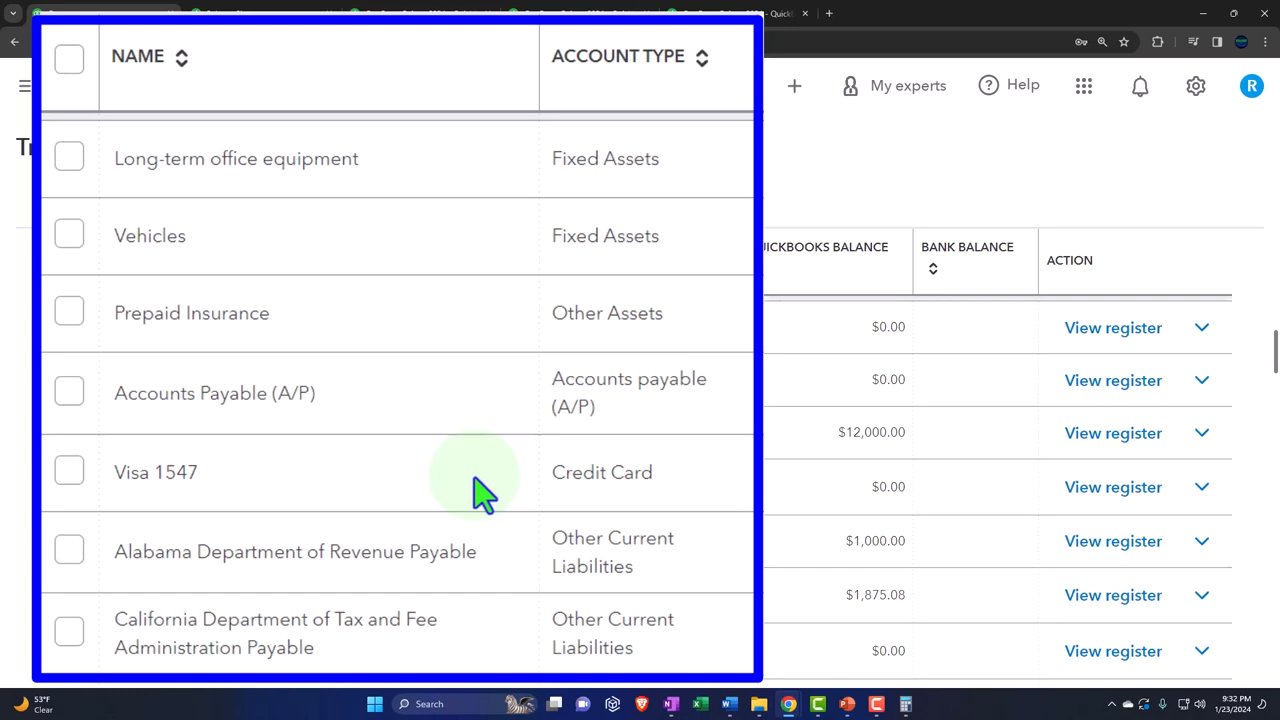 - Quick
My experts
Help
R
Tr
NAME
ACCOUNT TYPE
UICKBOOKS BALANCE
BANK BALANCE
ACTION
Long-term office equipment
Fixed Assets
Vehicles
Fixed Assets
Prepaid Insurance
Other Assets
Accounts Payable (A/P)
Accounts payable
(A/P)
Visa 1547
Credit Card
Alabama Department of Revenue Payable
Other Current
Liabilities
California Department of Tax and Fee
Administration Payable
Other Current
Liabilities
$0.00
View register
$0.00
View register
$12,000.00
View register
$0.00
View register
$1,000.00
View register
$1,875.08
View register
$0.00
View register
53°F
Clear
Search
9:32 PM
1/23/2024